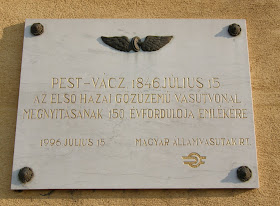 PEST-VÁCZ 1846 JÚLIUS 15.
AZ ELSŐ HAZAI GŐZÜZEMŰ VASÚTVONAL
MEGNYITÁSÁNAK 150 ÉVFORDULÓJA EMLÉKÉRE
1996 JÚLIUS 15. MAGYAR ÁLLAMVASUTAK RT.